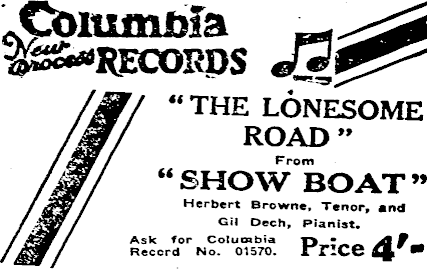 Columbia
New Process RECORDS
“THE LONESOME
ROAD”
From
“SHOW BOAT”
Herbert Browne, Tenor, and
Gil Dech, Pianist.
Ask for Columbia
Record No. 01570.
Price 4'-